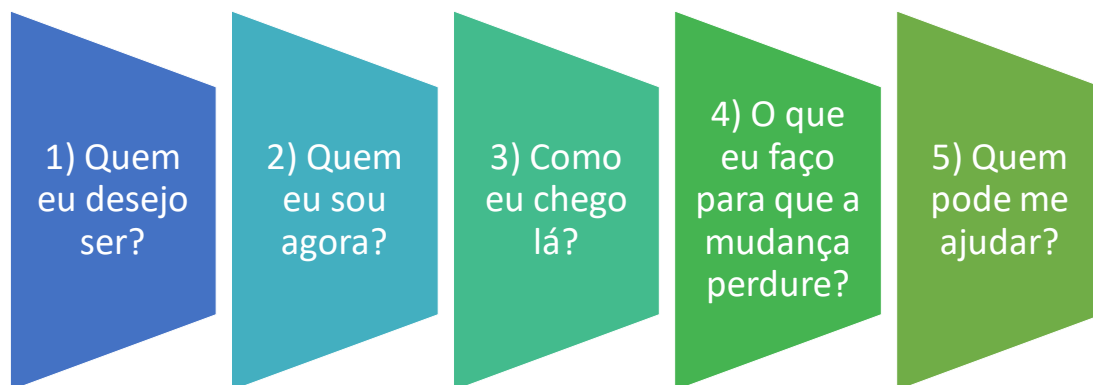 1) Quem
eu desejo
ser?
2) Quem
eu sou
agora?
3) Como
eu chego
lá?
4) O que
eu faço
para que a
mudança
perdure?
5) Quem
pode me
ajudar?